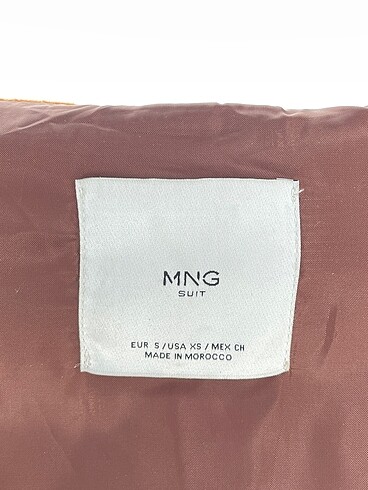 MNG
SUIT
EUR S / USA XS / MEX CH
MADE IN MOROCCO